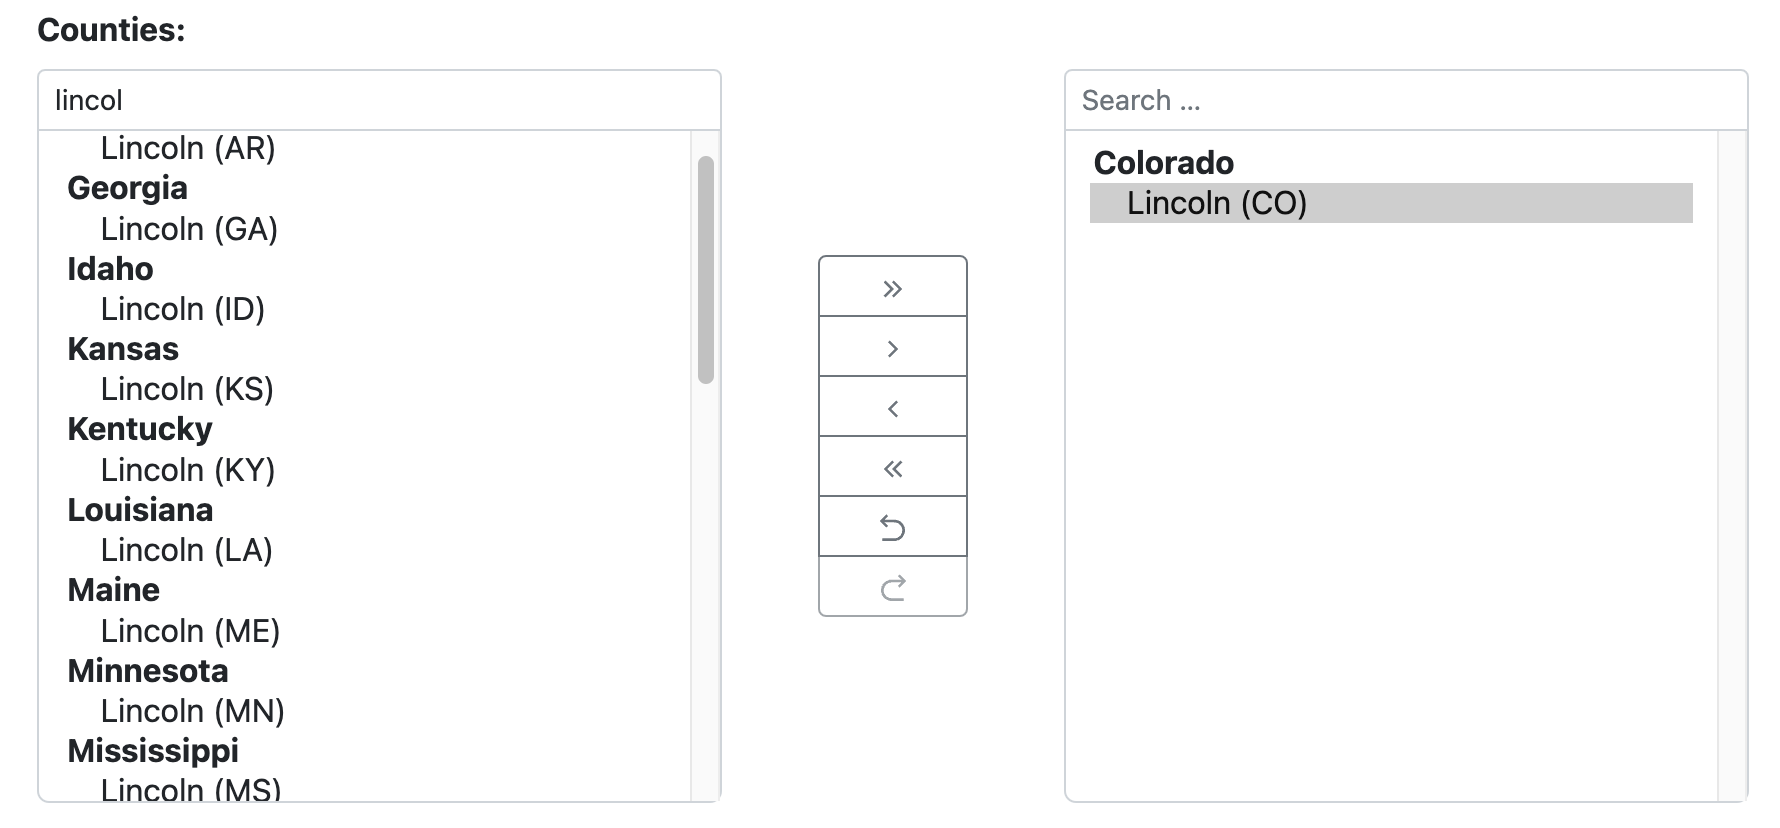 Counties:
lincol
Lincoln (AR)
Georgia
Lincoln (GA)
Idaho
Lincoln (ID)
Kansas
Lincoln (KS)
Kentucky
Lincoln (KY)
Louisiana
Lincoln (LA)
Maine
Lincoln (ME)
Minnesota
Lincoln (MN)
Mississippi
Lincoln (MS)
»
›
‹
«
Search ...
Colorado
Lincoln (CO)